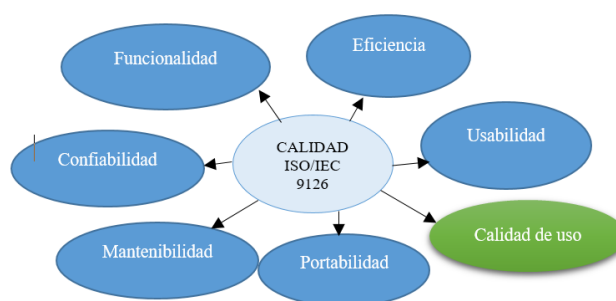 Eficiencia
Funcionalidad
Usabilidad
CALIDAD
ISO/IEC
9126
Confiabilidad
Calidad de uso
Mantenibilidad
Portabilidad